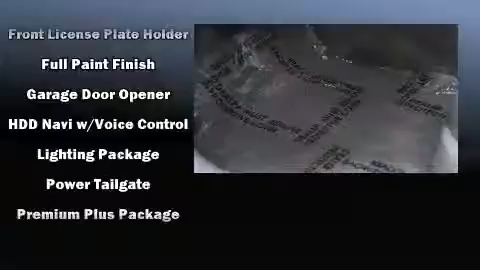 Front License Plate Holder
Full Paint Finish
Garage Door Opener
HDD Navi w/Voice Control
Lighting Package
Power Tailgate
Premium Plus Package